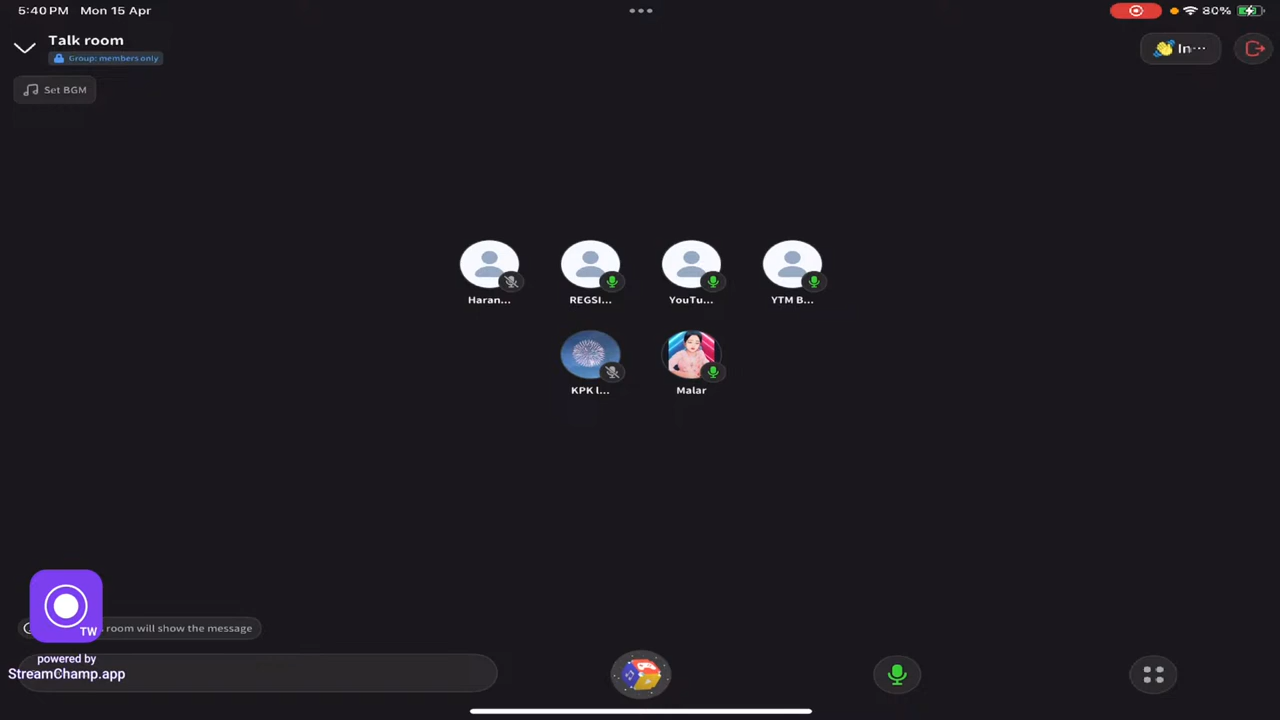 5:40 PM Mon 15 Apr
80%
Talk room
Group: members only
In...
Set BGM
Haran... REGSI... YouTu... YTM B...
KPK l... Malar
room will show the message
TW
powered by
StreamChamp.app